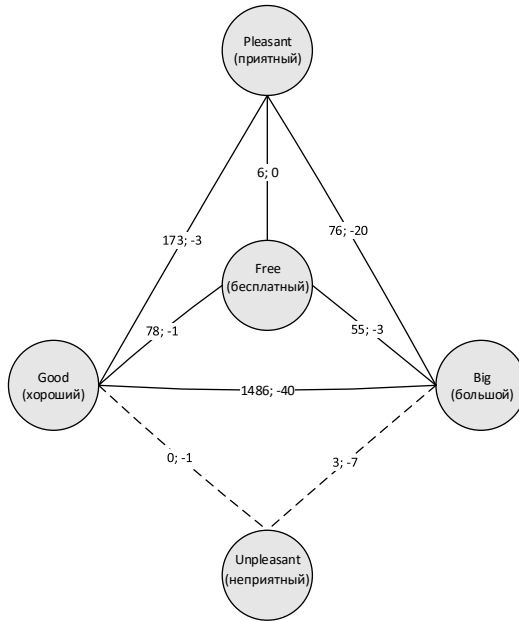 Pleasant
(приятный)
6; 0
173; -3
76; -20
Free
(бесплатный)
78; -1
55; -3
Good
(хороший)
1486; -40
Big
(большой)
0; -1
3; -7
Unpleasant
(неприятный)